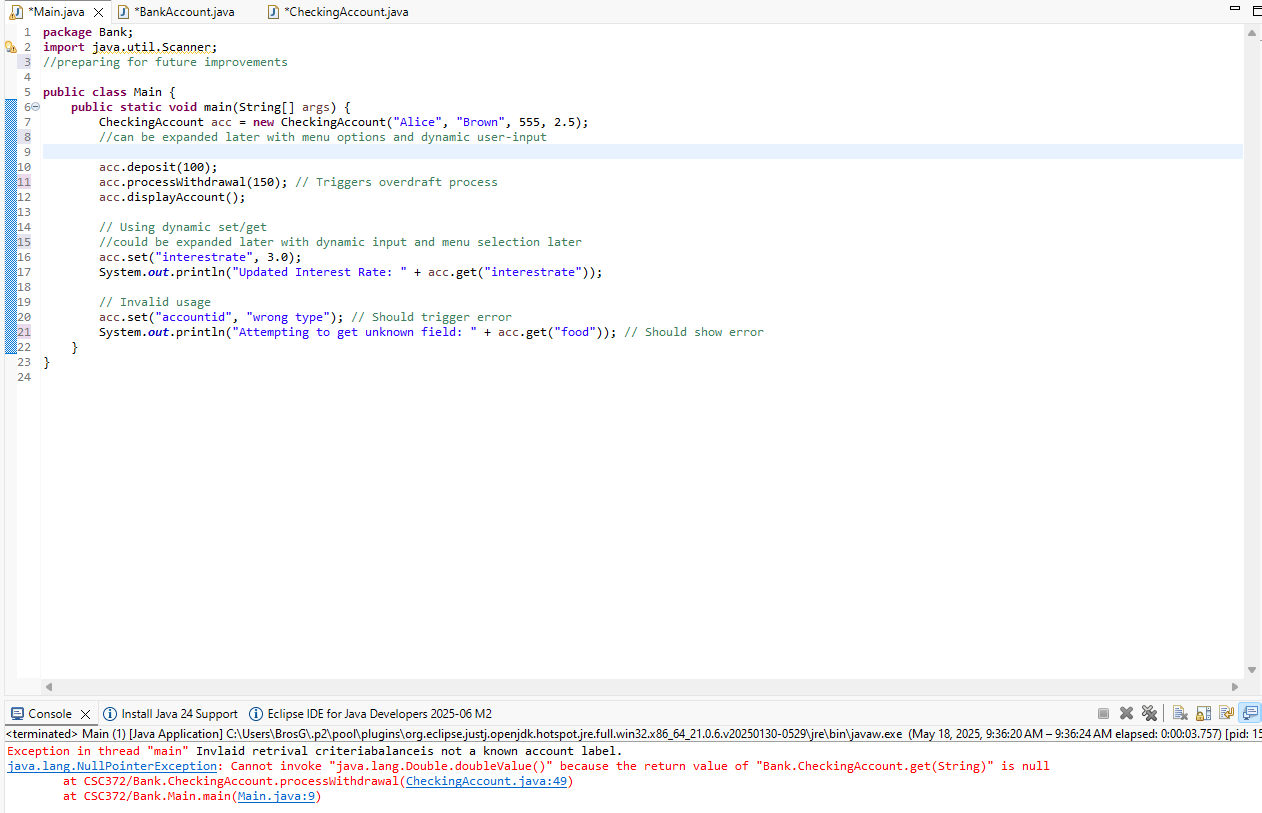 *Main.java
*BankAccount.java
*CheckingAccount.java
1 package Bank;
2 import java.util.Scanner;
3 //preparing for future improvements
4
5 public class Main {
6 public static void main(String[] args) {
7 CheckingAccount acc = new CheckingAccount("Alice", "Brown", 555, 2.5);
8 //can be expanded later with menu options and dynamic user-input
9
10 acc.deposit(100);
11 acc.processWithdrawal(150); // Triggers overdraft process
12 acc.displayAccount();
13
14 // Using dynamic set/get
15 //could be expanded later with dynamic input and menu selection later
16 acc.set("interestrate", 3.0);
17 System.out.println("Updated Interest Rate: " + acc.get("interestrate"));
18
19 // Invalid usage
20 acc.set("accountid", "wrong type"); // Should trigger error
21 System.out.println("Attempting to get unknown field: " + acc.get("food")); // Should show error
22 }
23 }
24
Console
Install Java 24 Support
Eclipse IDE for Java Developers 2025-06 M2
<terminated> Main (1) [Java Application] C:\Users\BrosG\.p2\pool\plugins\org.eclipse.justj.openjdk.hotspot.jre.full.win32.x86_64_21.0.6.v20250130-0529\jre\bin\javaw.exe (May 18, 2025, 9:36:20 AM – 9:36:24 AM elapsed: 0:00:03.757) [pid: 15
Exception in thread "main" Invlaid retrival criteriabalanceis not a known account label.
java.lang.NullPointerException: Cannot invoke "java.lang.Double.doubleValue()" because the return value of "Bank.CheckingAccount.get(String)" is null
at CSC372/Bank.CheckingAccount.processWithdrawal(CheckingAccount.java:49)
at CSC372/Bank.Main.main(Main.java:9)